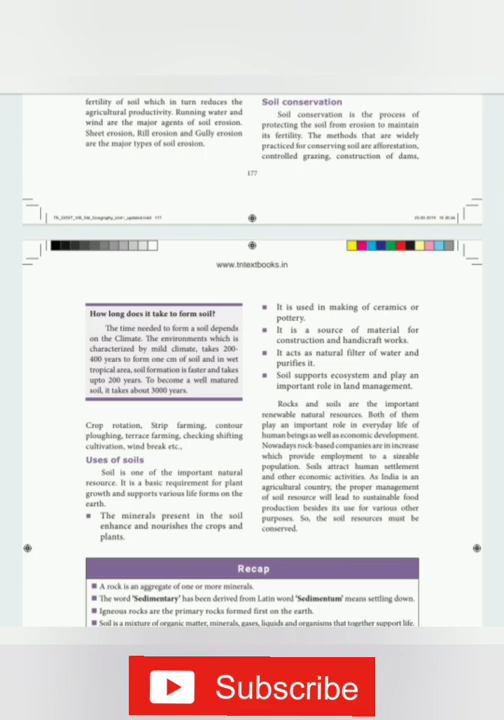 fertility of soil which in turn reduces the
agricultural productivity. Running water and
wind are the major agents of soil erosion.
Sheet erosion, Rill erosion and Gully erosion
are the major types of soil erosion.
Soil conservation
Soil conservation is the process of
protecting the soil from erosion to maintain
its fertility. The methods that are widely
practiced for conserving soil are afforestation,
controlled grazing, construction of dams,
177
www.tntextbooks.in
How long does it take to form soil?
The time needed to form a soil depends
on the Climate. The environments which is
characterized by mild climate, takes 200-
400 years to form one cm of soil and in wet
tropical area, soil formation is faster and takes
upto 200 years. To become a well matured
soil, it takes about 3000 years.
Crop rotation, Strip farming, contour
ploughing, terrace farming, checking shifting
cultivation, wind break etc.,
Uses of soils
Soil is one of the important natural
resource. It is a basic requirement for plant
growth and supports various life forms on the
earth.
■ The minerals present in the soil
enhance and nourishes the crops and
plants.
■ It is used in making of ceramics or
pottery.
■ It is a source of material for
construction and handicraft works.
■ It acts as natural filter of water and
purifies it.
■ Soil supports ecosystem and play an
important role in land management.
Rocks and soils are the important
renewable natural resources. Both of them
play an important role in everyday life of
human beings as well as economic development.
Nowadays rock-based companies are in increase
which provide employment to a sizeable
population. Soils attract human settlement
and other economic activities. As India is an
agricultural country, the proper management
of soil resource will lead to sustainable food
production besides its use for various other
purposes. So, the soil resources must be
conserved.
Recap
■ A rock is an aggregate of one or more minerals.
■ The word 'Sedimentary' has been derived from Latin word 'Sedimentum' means settling down.
■ Igneous rocks are the primary rocks formed first on the earth.
■ Soil is a mixture of organic matter, minerals, gases, liquids and organisms that together support life.
Subscribe